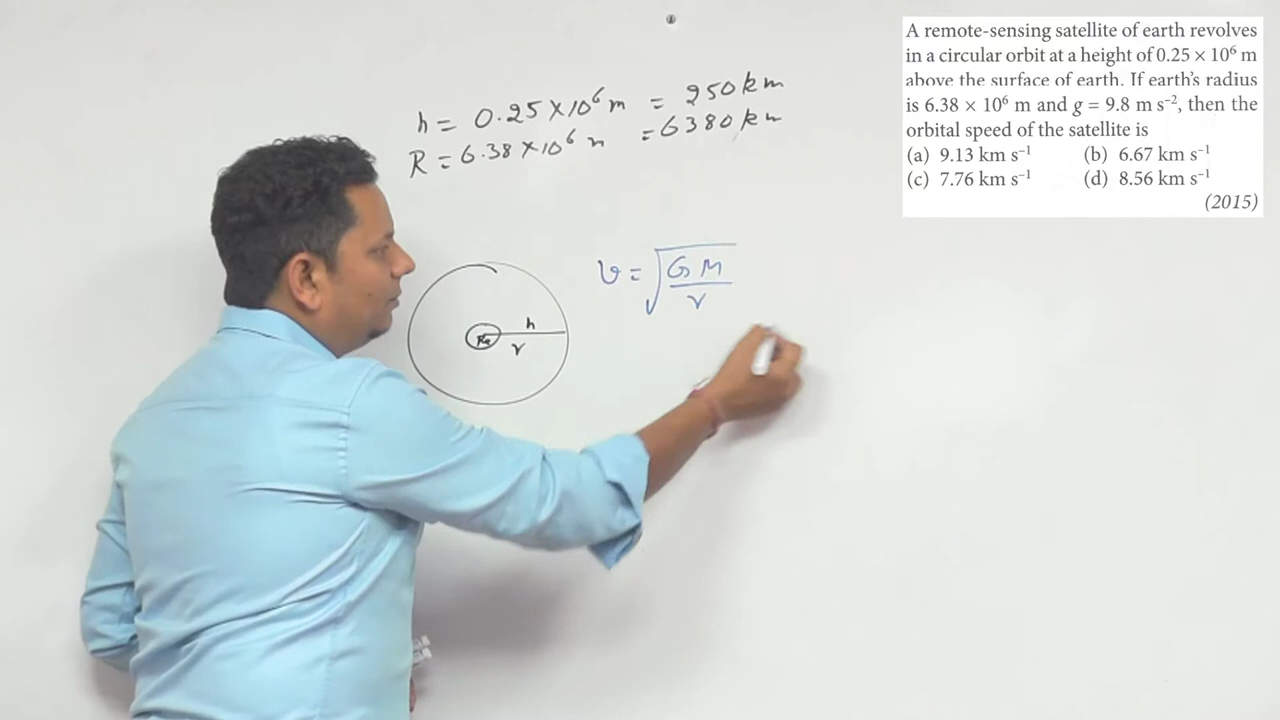 h = 0.25 × 10⁶ m = 250 km
R = 6.38 × 10⁶ m = 6380 km
A remote-sensing satellite of earth revolves
in a circular orbit at a height of 0.25 × 10⁶ m
above the surface of earth. If earth's radius
is 6.38 × 10⁶ m and g = 9.8 m s⁻², then the
orbital speed of the satellite is
(a) 9.13 km s⁻¹ (b) 6.67 km s⁻¹
(c) 7.76 km s⁻¹ (d) 8.56 km s⁻¹
(2015)
v = √(GM/r)
h
r